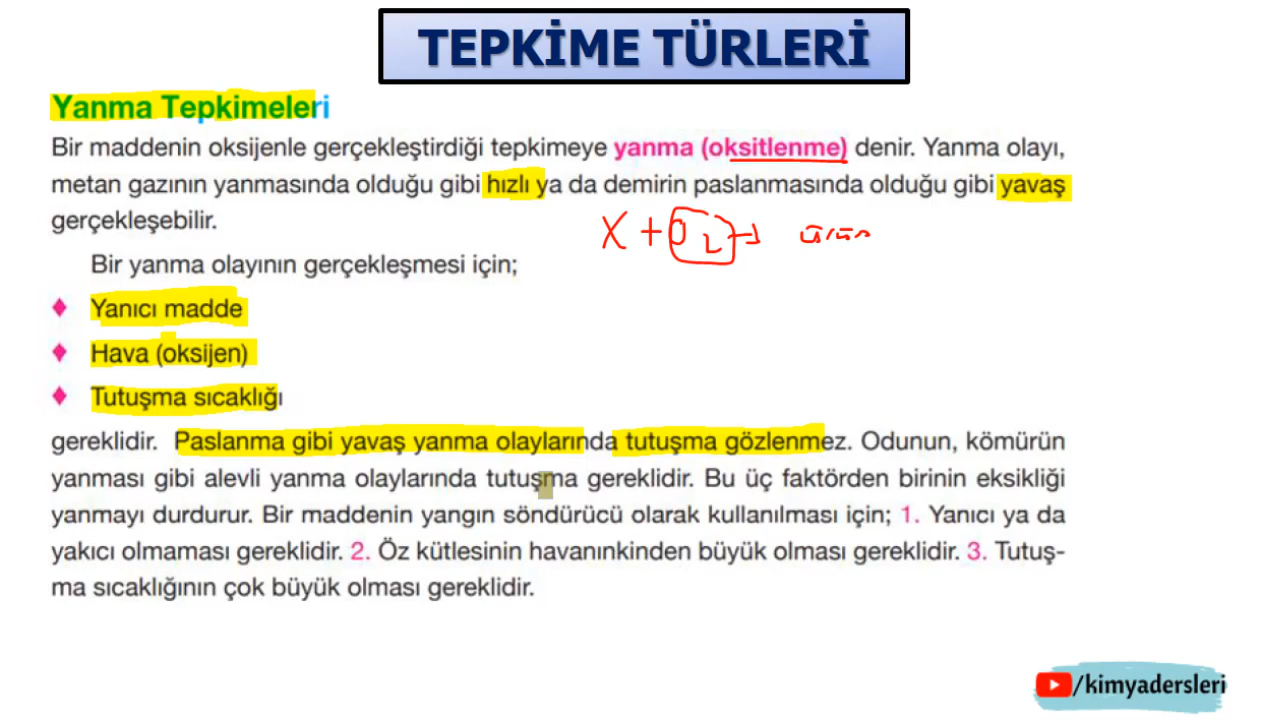 TEPKİME TÜRLERİ
Yanma Tepkimeleri
Bir maddenin oksijenle gerçekleştirdiği tepkimeye yanma (oksitlenme) denir. Yanma olayı,
metan gazının yanmasında olduğu gibi hızlı ya da demirin paslanmasında olduğu gibi yavaş
gerçekleşebilir.
X + O2 → ürün
Bir yanma olayının gerçekleşmesi için;
♦ Yanıcı madde
♦ Hava (oksijen)
♦ Tutuşma sıcaklığı
gereklidir. Paslanma gibi yavaş yanma olaylarında tutuşma gözlenmez. Odunun, kömürün
yanması gibi alevli yanma olaylarında tutuşma gereklidir. Bu üç faktörden birinin eksikliği
yanmayı durdurur. Bir maddenin yangın söndürücü olarak kullanılması için; 1. Yanıcı ya da
yakıcı olmaması gereklidir. 2. Öz kütlesinin havanınkinden büyük olması gereklidir. 3. Tutuş-
ma sıcaklığının çok büyük olması gereklidir.
/kimyadersleri